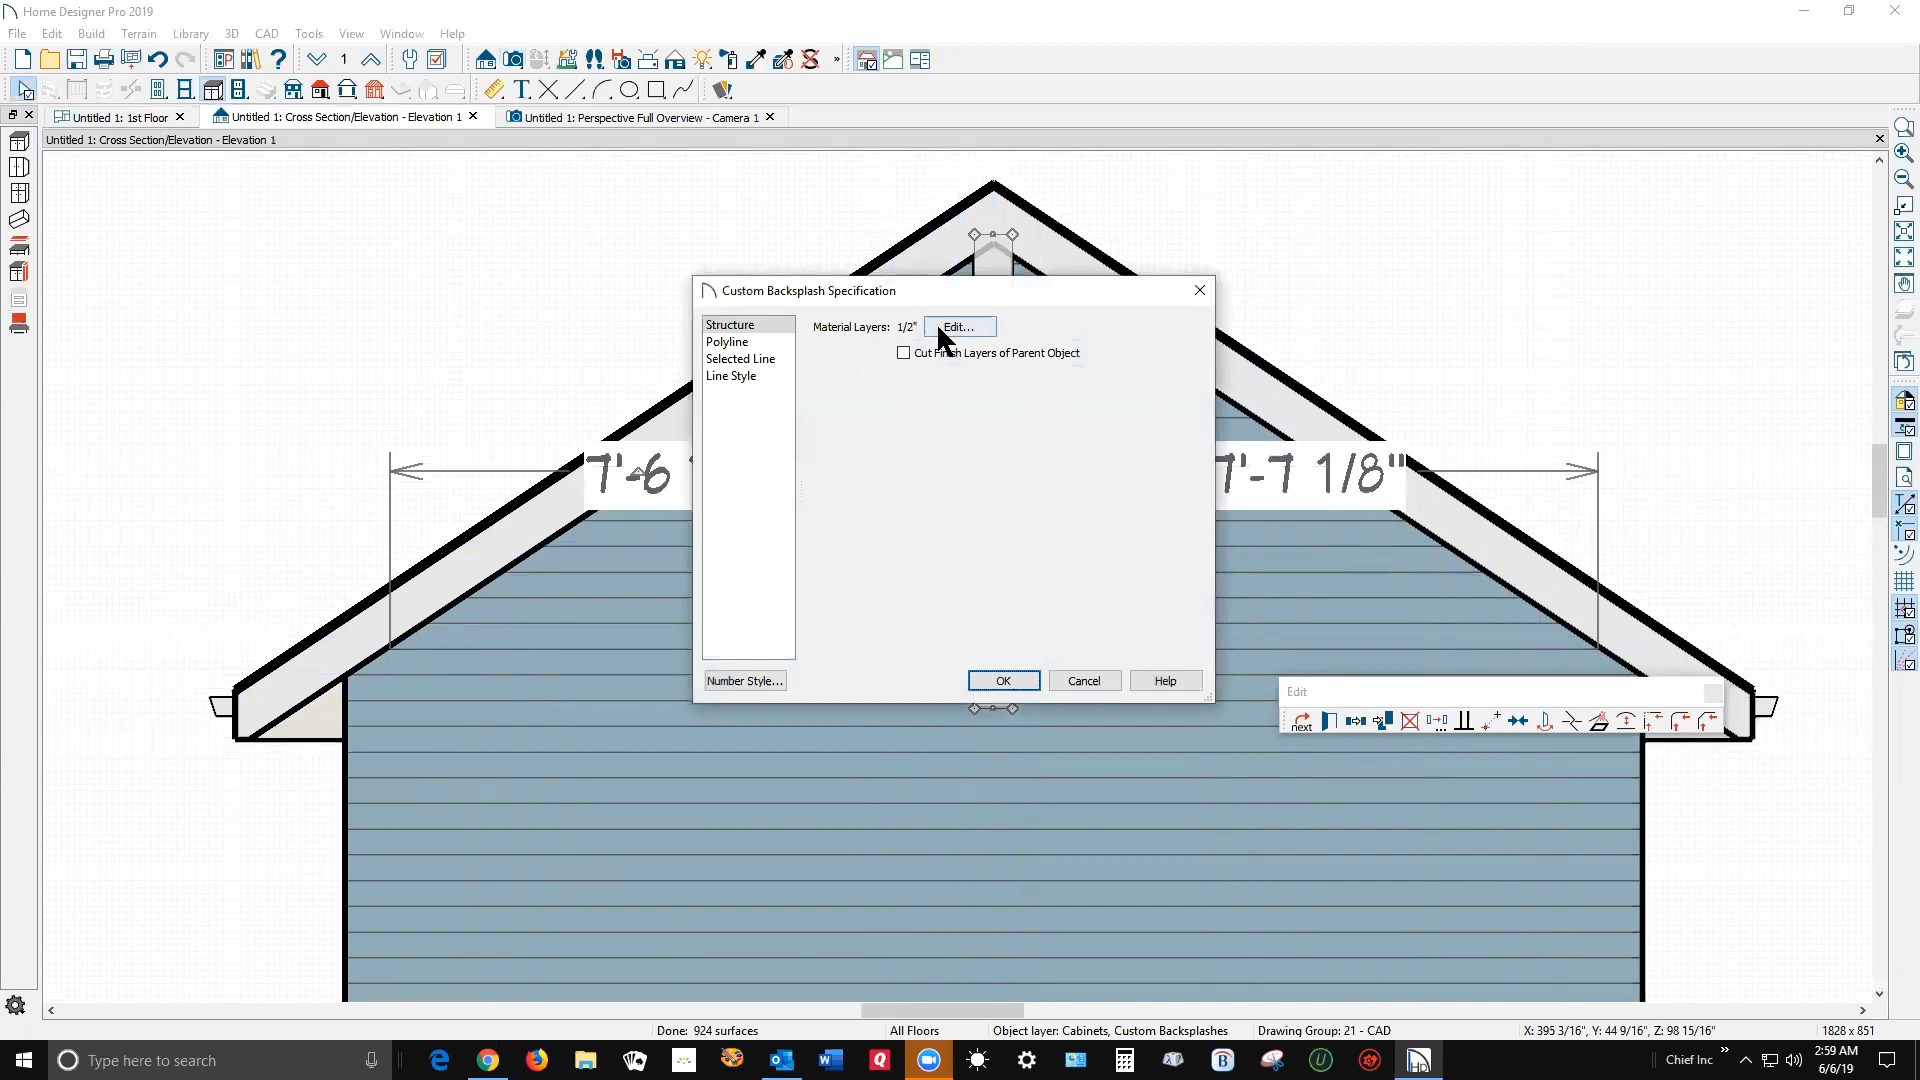 Home Designer Pro 2019
File Edit Build Terrain Library 3D CAD Tools View Window Help
1
Untitled 1: 1st Floor
Untitled 1: Cross Section/Elevation - Elevation 1
Untitled 1: Perspective Full Overview - Camera 1
Untitled 1: Cross Section/Elevation - Elevation 1
Custom Backsplash Specification
Structure
Polyline
Selected Line
Line Style
Material Layers: 1/2" Edit...
Cut Finish Layers of Parent Object
7'-6
7'-7 1/8"
Number Style... OK Cancel Help
Edit
next
Done: 924 surfaces All Floors Object layer: Cabinets, Custom Backsplashes Drawing Group: 21 - CAD X: 395 3/16", Y: 44 9/16", Z: 98 15/16" 1828 x 851
Type here to search
Chief Inc
2:59 AM
6/6/19